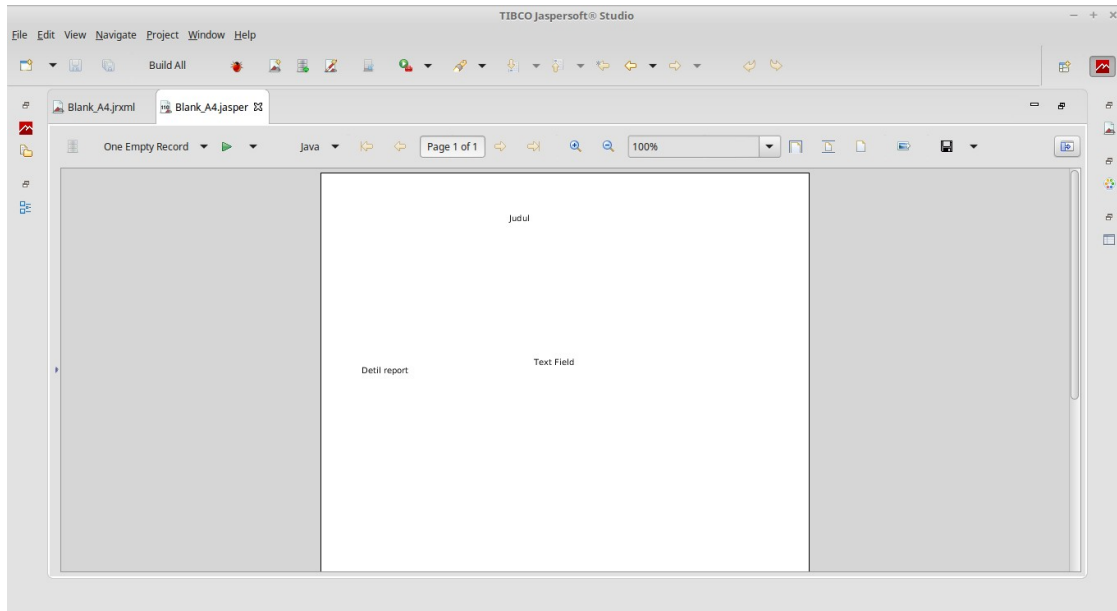 TIBCO Jaspersoft® Studio
File Edit View Navigate Project Window Help
Build All
Blank_A4.jrxml Blank_A4.jasper
One Empty Record Java Page 1 of 1 100%
Judul
Text Field
Detil report